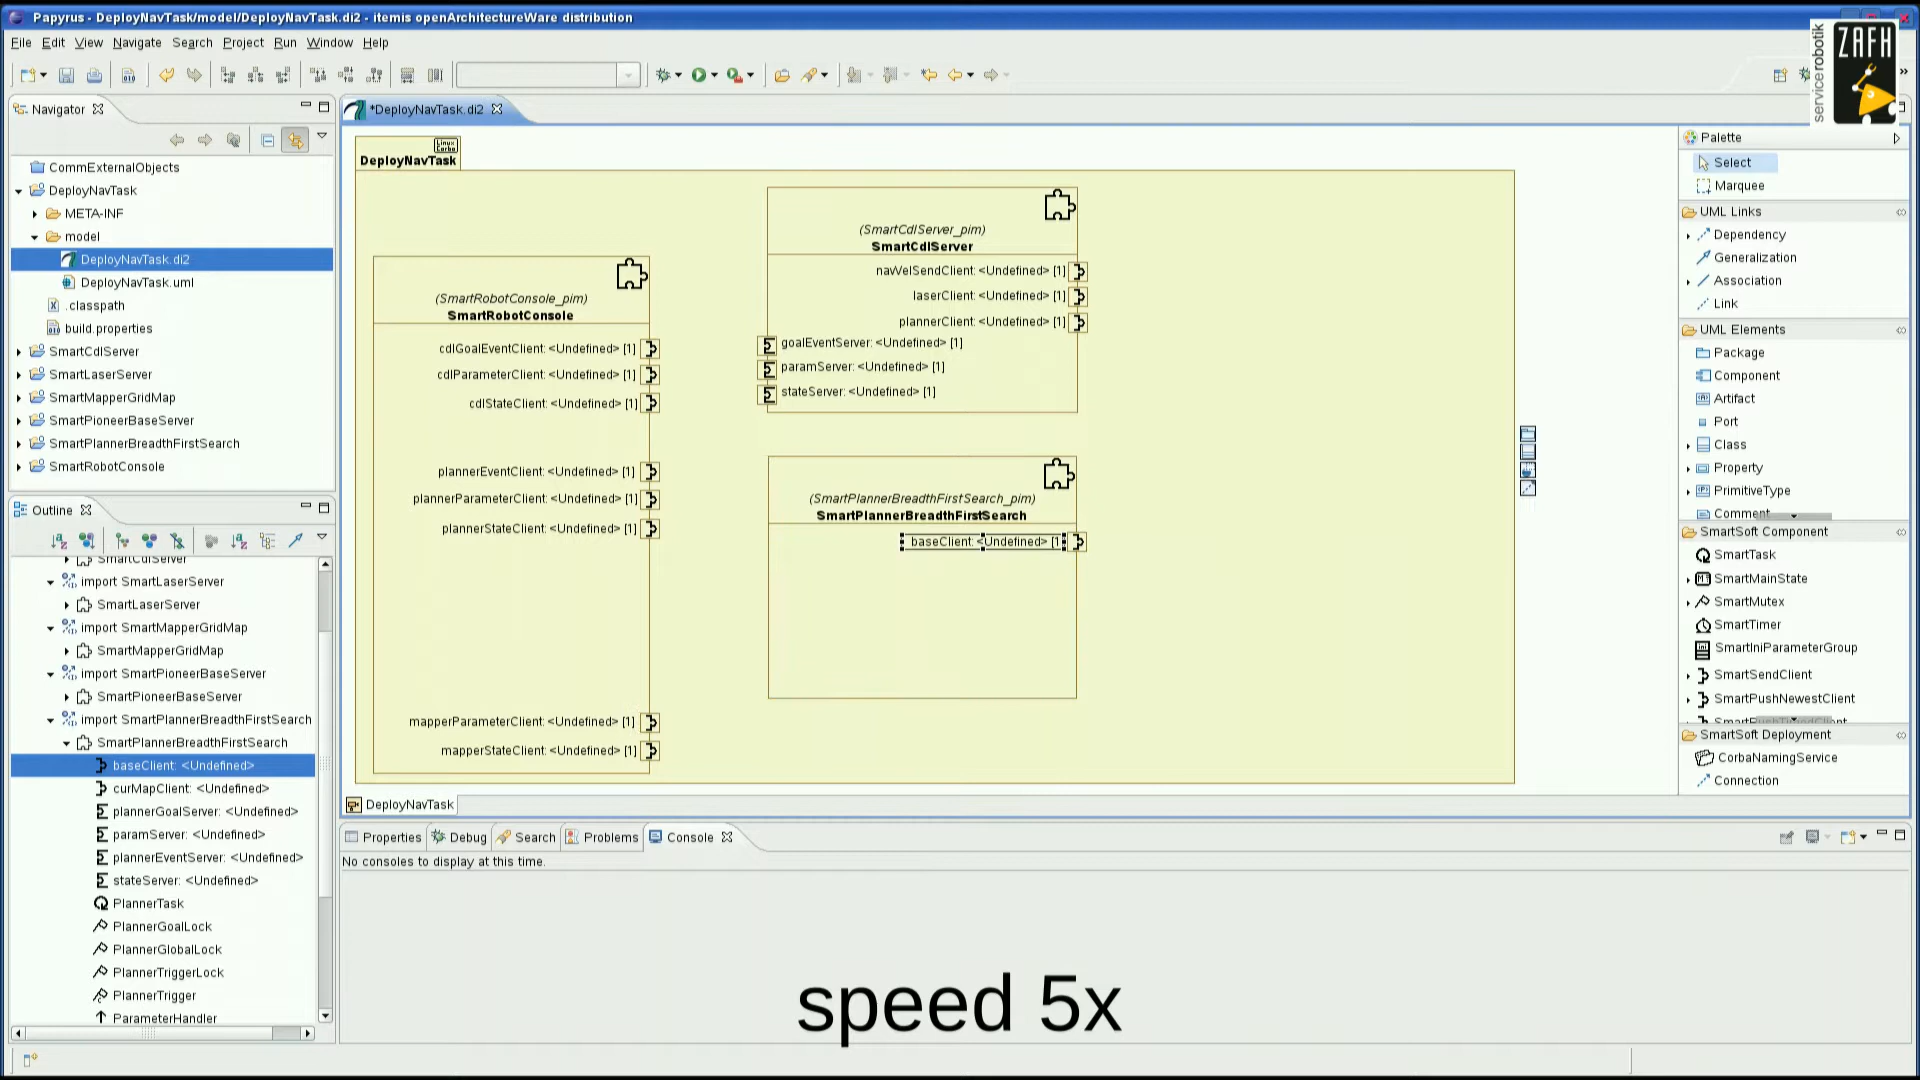 Papyrus - DeployNavTask/model/DeployNavTask.di2 - itemis openArchitectureWare distribution
File Edit View Navigate Search Project Run Window Help
servicerobotik
ZAFH
Navigator
CommExternalObjects
DeployNavTask
META-INF
model
DeployNavTask.di2
DeployNavTask.uml
.classpath
build.properties
SmartCdlServer
SmartLaserServer
SmartMapperGridMap
SmartPioneerBaseServer
SmartPlannerBreadthFirstSearch
SmartRobotConsole
Outline
SmartCdlServer
import SmartLaserServer
SmartLaserServer
import SmartMapperGridMap
SmartMapperGridMap
import SmartPioneerBaseServer
SmartPioneerBaseServer
import SmartPlannerBreadthFirstSearch
SmartPlannerBreadthFirstSearch
baseClient: <Undefined>
curMapClient: <Undefined>
plannerGoalServer: <Undefined>
paramServer: <Undefined>
plannerEventServer: <Undefined>
stateServer: <Undefined>
PlannerTask
PlannerGoalLock
PlannerGlobalLock
PlannerTriggerLock
PlannerTrigger
ParameterHandler
*DeployNavTask.di2
Linux
Corba
DeployNavTask
(SmartRobotConsole_pim)
SmartRobotConsole
cdlGoalEventClient: <Undefined> [1]
cdlParameterClient: <Undefined> [1]
cdlStateClient: <Undefined> [1]
plannerEventClient: <Undefined> [1]
plannerParameterClient: <Undefined> [1]
plannerStateClient: <Undefined> [1]
mapperParameterClient: <Undefined> [1]
mapperStateClient: <Undefined> [1]
(SmartCdlServer_pim)
SmartCdlServer
navVelSendClient: <Undefined> [1]
laserClient: <Undefined> [1]
plannerClient: <Undefined> [1]
goalEventServer: <Undefined> [1]
paramServer: <Undefined> [1]
stateServer: <Undefined> [1]
(SmartPlannerBreadthFirstSearch_pim)
SmartPlannerBreadthFirstSearch
baseClient: <Undefined> [1
DeployNavTask
Palette
Select
Marquee
UML Links
Dependency
Generalization
Association
Link
UML Elements
Package
Component
Artifact
Port
Class
Property
PrimitiveType
Comment
SmartSoft Component
SmartTask
SmartMainState
SmartMutex
SmartTimer
SmartIniParameterGroup
SmartSendClient
SmartPushNewestClient
SmartPushTimedClient
SmartSoft Deployment
CorbaNamingService
Connection
Properties Debug Search Problems Console
No consoles to display at this time.
speed 5x